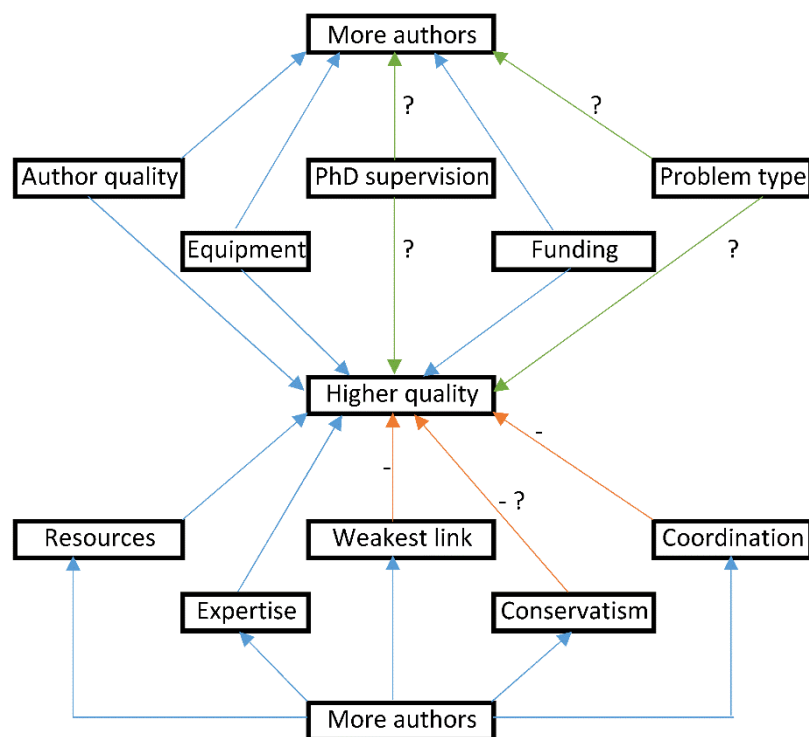 More authors
?
?
Author quality
PhD supervision
Problem type
Equipment
?
Funding
?
Higher quality
-
-
- ?
Resources
Weakest link
Coordination
Expertise
Conservatism
More authors